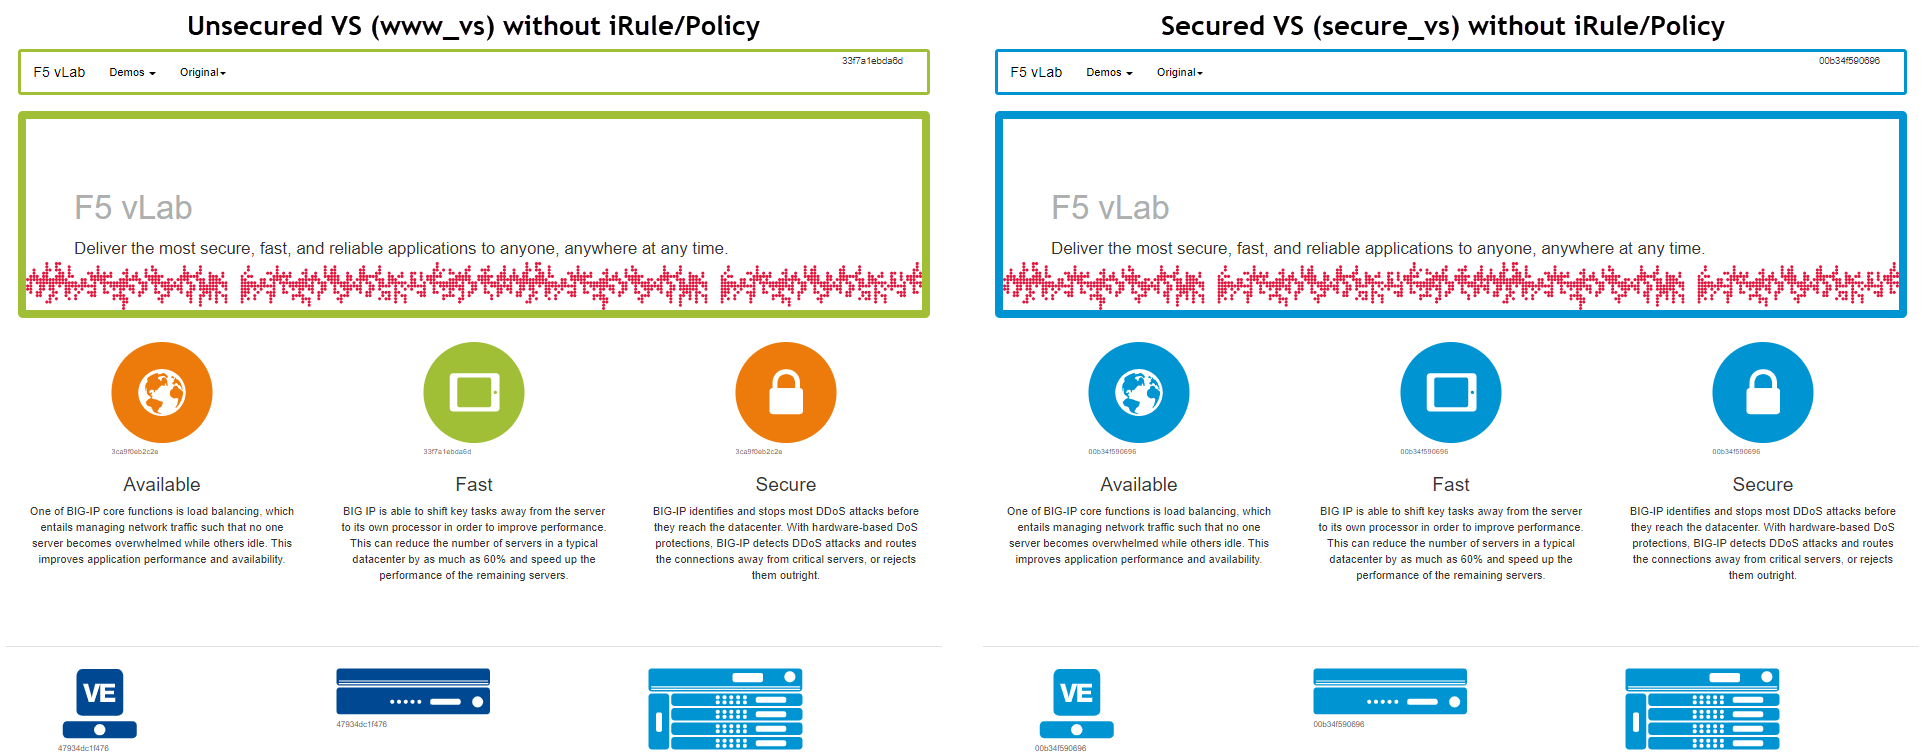 Unsecured VS (www_vs) without iRule/Policy
F5 vLab
Demos
Original
33f7a1ebda6d
F5 vLab
Deliver the most secure, fast, and reliable applications to anyone, anywhere at any time.
3ca9f0eb2c2e
33f7a1ebda6d
3ca9f0eb2c2e
Available
One of BIG-IP core functions is load balancing, which
entails managing network traffic such that no one
server becomes overwhelmed while others idle. This
improves application performance and availability.
Fast
BIG IP is able to shift key tasks away from the server
to its own processor in order to improve performance.
This can reduce the number of servers in a typical
datacenter by as much as 60% and speed up the
performance of the remaining servers.
Secure
BIG-IP identifies and stops most DDoS attacks before
they reach the datacenter. With hardware-based DoS
protections, BIG-IP detects DDoS attacks and routes
the connections away from critical servers, or rejects
them outright.
VE
47934dc1f476
47934dc1f476
Secured VS (secure_vs) without iRule/Policy
F5 vLab
Demos
Original
00b34f590696
F5 vLab
Deliver the most secure, fast, and reliable applications to anyone, anywhere at any time.
00b34f590696
00b34f590696
00b34f590696
Available
One of BIG-IP core functions is load balancing, which
entails managing network traffic such that no one
server becomes overwhelmed while others idle. This
improves application performance and availability.
Fast
BIG IP is able to shift key tasks away from the server
to its own processor in order to improve performance.
This can reduce the number of servers in a typical
datacenter by as much as 60% and speed up the
performance of the remaining servers.
Secure
BIG-IP identifies and stops most DDoS attacks before
they reach the datacenter. With hardware-based DoS
protections, BIG-IP detects DDoS attacks and routes
the connections away from critical servers, or rejects
them outright.
VE
00b34f590696
00b34f590696